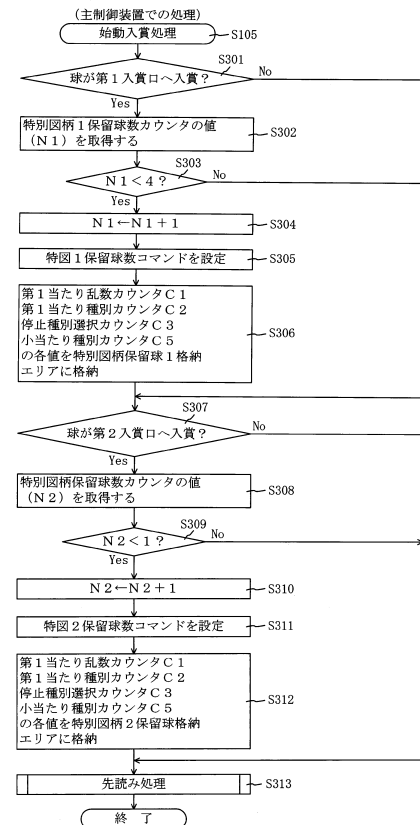 （主制御装置での処理）
始動入賞処理
S105
S301
球が第1入賞口へ入賞？
No
Yes
特別図柄1保留球数カウンタの値
（N1）を取得する
S302
S303
N1<4？
No
Yes
N1←N1+1
S304
特図1保留球数コマンドを設定
S305
第1当たり乱数カウンタC1
第1当たり種別カウンタC2
停止種別選択カウンタC3
小当たり種別カウンタC5
の各値を特別図柄保留球1格納
エリアに格納
S306
S307
球が第2入賞口へ入賞？
No
Yes
特別図柄保留球数カウンタの値
（N2）を取得する
S308
S309
N2<1？
No
Yes
N2←N2+1
S310
特図2保留球数コマンドを設定
S311
第1当たり乱数カウンタC1
第1当たり種別カウンタC2
停止種別選択カウンタC3
小当たり種別カウンタC5
の各値を特別図柄2保留球格納
エリアに格納
S312
先読み処理
S313
終了